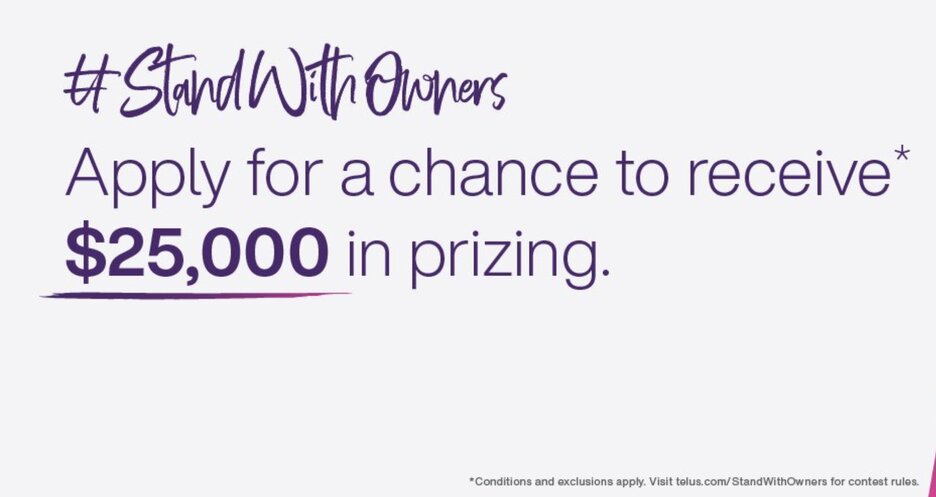 #StandWithOwners
Apply for a chance to receive*
$25,000 in prizing.
*Conditions and exclusions apply. Visit telus.com/StandWithOwners for contest rules.